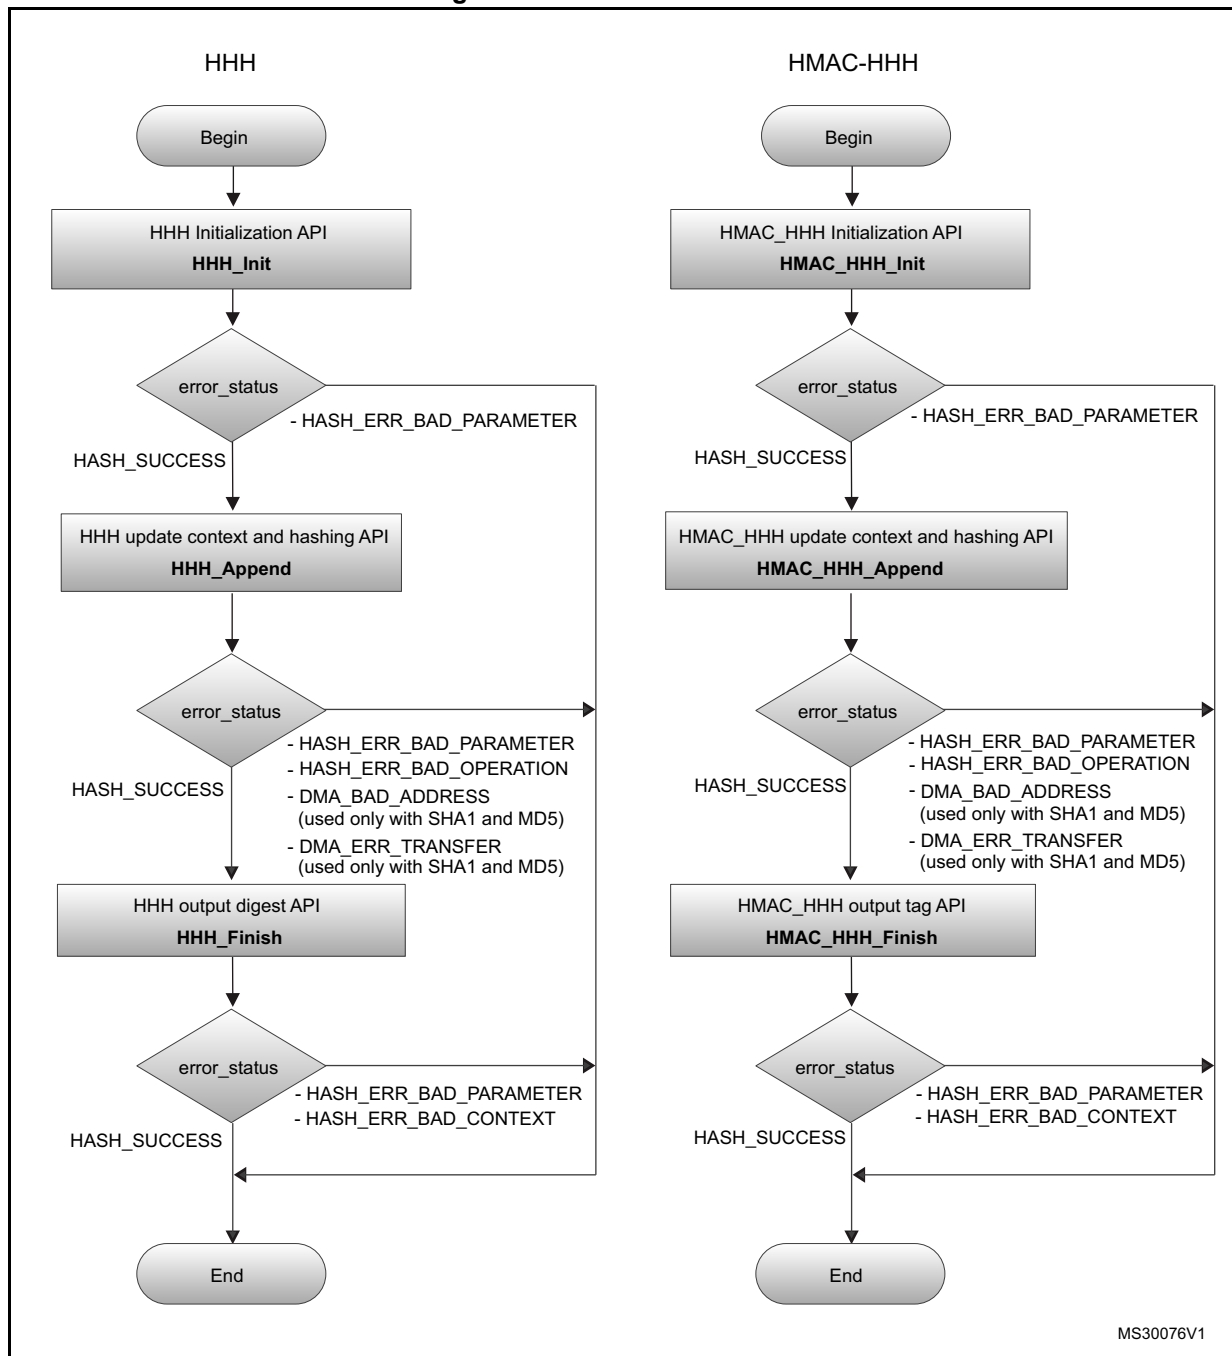 HHH
Begin
HHH Initialization API
HHH_Init
error_status
- HASH_ERR_BAD_PARAMETER
HASH_SUCCESS
HHH update context and hashing API
HHH_Append
error_status
- HASH_ERR_BAD_PARAMETER
- HASH_ERR_BAD_OPERATION
HASH_SUCCESS
- DMA_BAD_ADDRESS
(used only with SHA1 and MD5)
- DMA_ERR_TRANSFER
(used only with SHA1 and MD5)
HHH output digest API
HHH_Finish
error_status
- HASH_ERR_BAD_PARAMETER
- HASH_ERR_BAD_CONTEXT
HASH_SUCCESS
End
HMAC-HHH
Begin
HMAC_HHH Initialization API
HMAC_HHH_Init
error_status
- HASH_ERR_BAD_PARAMETER
HASH_SUCCESS
HMAC_HHH update context and hashing API
HMAC_HHH_Append
error_status
- HASH_ERR_BAD_PARAMETER
- HASH_ERR_BAD_OPERATION
HASH_SUCCESS
- DMA_BAD_ADDRESS
(used only with SHA1 and MD5)
- DMA_ERR_TRANSFER
(used only with SHA1 and MD5)
HMAC_HHH output tag API
HMAC_HHH_Finish
error_status
- HASH_ERR_BAD_PARAMETER
- HASH_ERR_BAD_CONTEXT
HASH_SUCCESS
End
MS30076V1